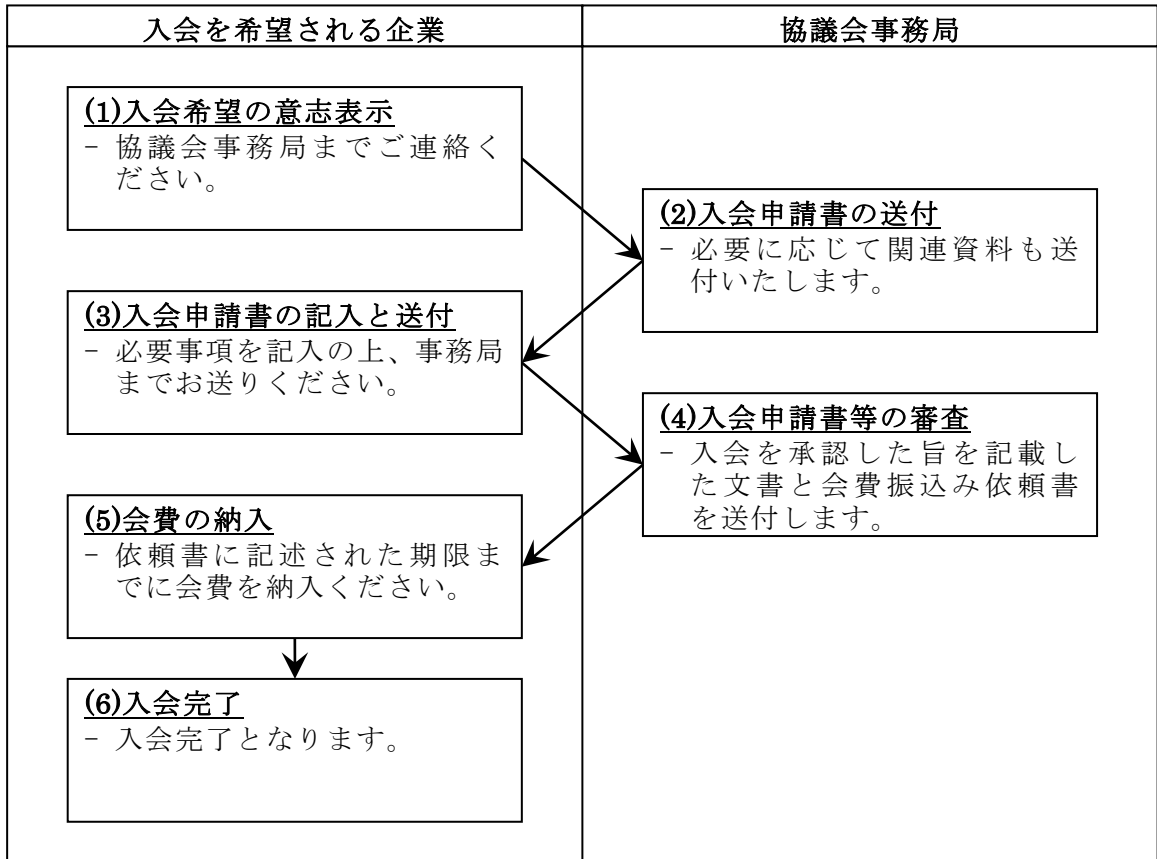 入会を希望される企業
協議会事務局
(1)入会希望の意志表示
- 協議会事務局までご連絡く
ださい。
(2)入会申請書の送付
- 必要に応じて関連資料も送
付いたします。
(3)入会申請書の記入と送付
- 必要事項を記入の上、事務局
までお送りください。
(4)入会申請書等の審査
- 入会を承認した旨を記載し
た文書と会費振込み依頼書
を送付します。
(5)会費の納入
- 依頼書に記述された期限ま
でに会費を納入ください。
(6)入会完了
- 入会完了となります。